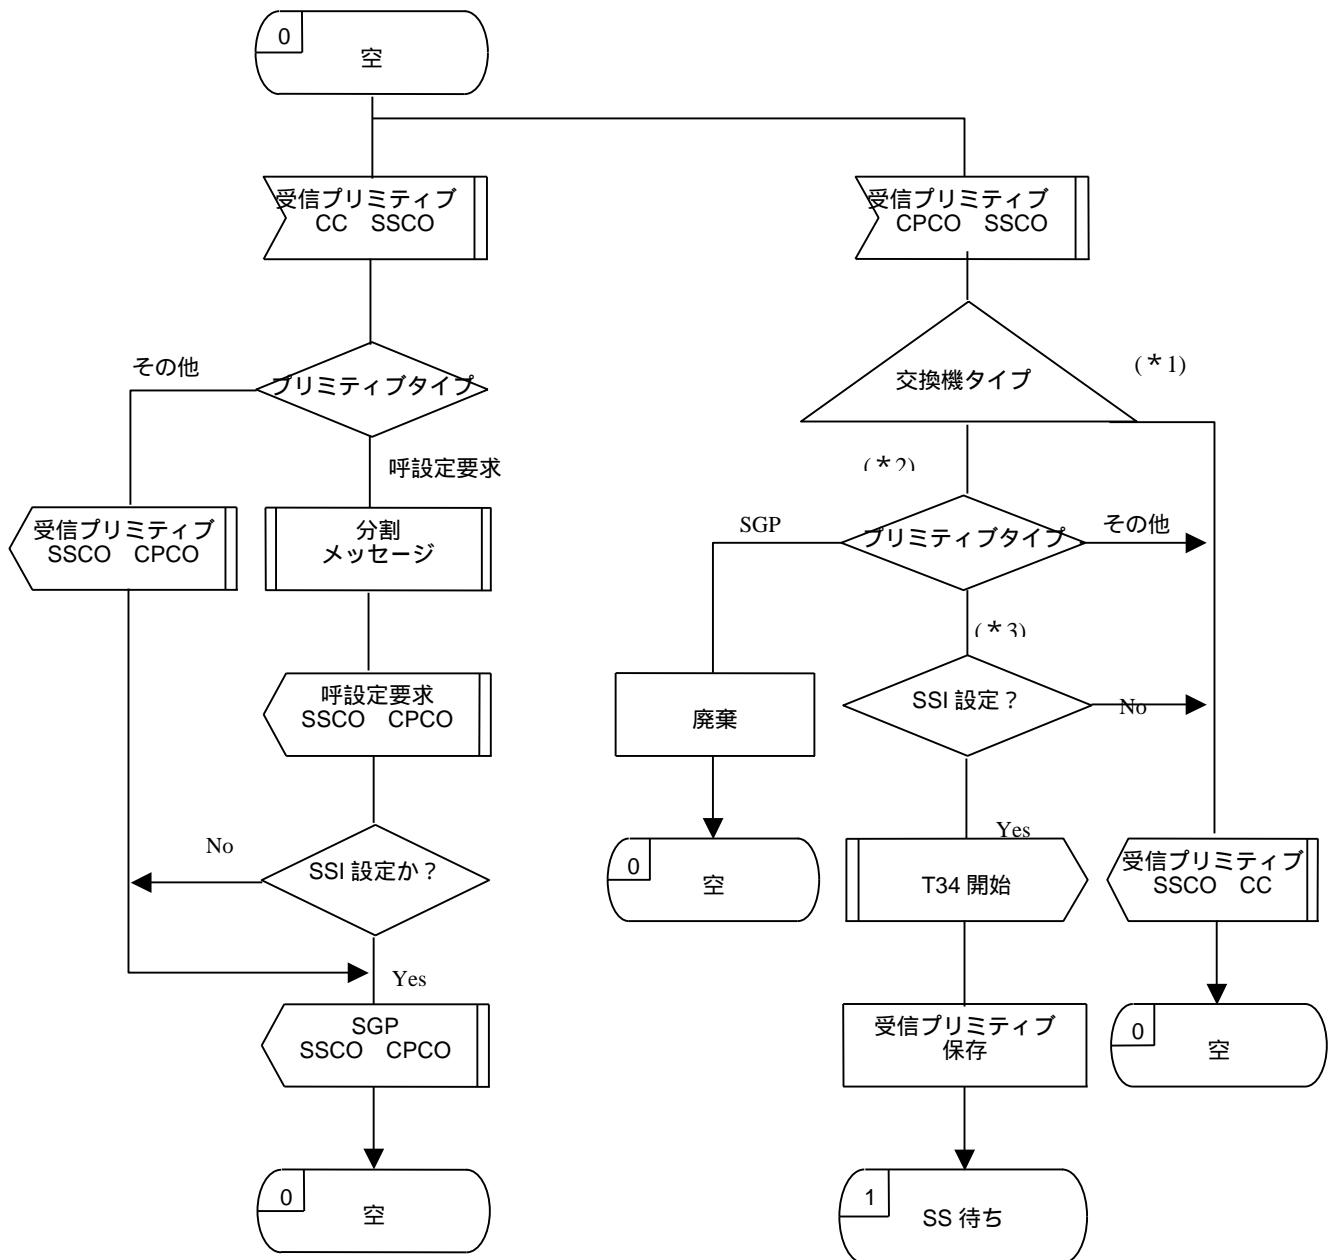 0
空
受信プリミティブ
CC SSCO
受信プリミティブ
CPCO SSCO
交換機タイプ
(*1)
その他
プリミティブタイプ
呼設定要求
(*2)
受信プリミティブ
SSCO CPCO
分割
メッセージ
SGP
プリミティブタイプ
その他
(*3)
呼設定要求
SSCO CPCO
廃棄
SSI 設定？
No
Yes
No
SSI 設定か？
0
空
T34 開始
受信プリミティブ
SSCO CC
Yes
SGP
SSCO CPCO
受信プリミティブ
保存
0
空
0
空
1
SS 待ち